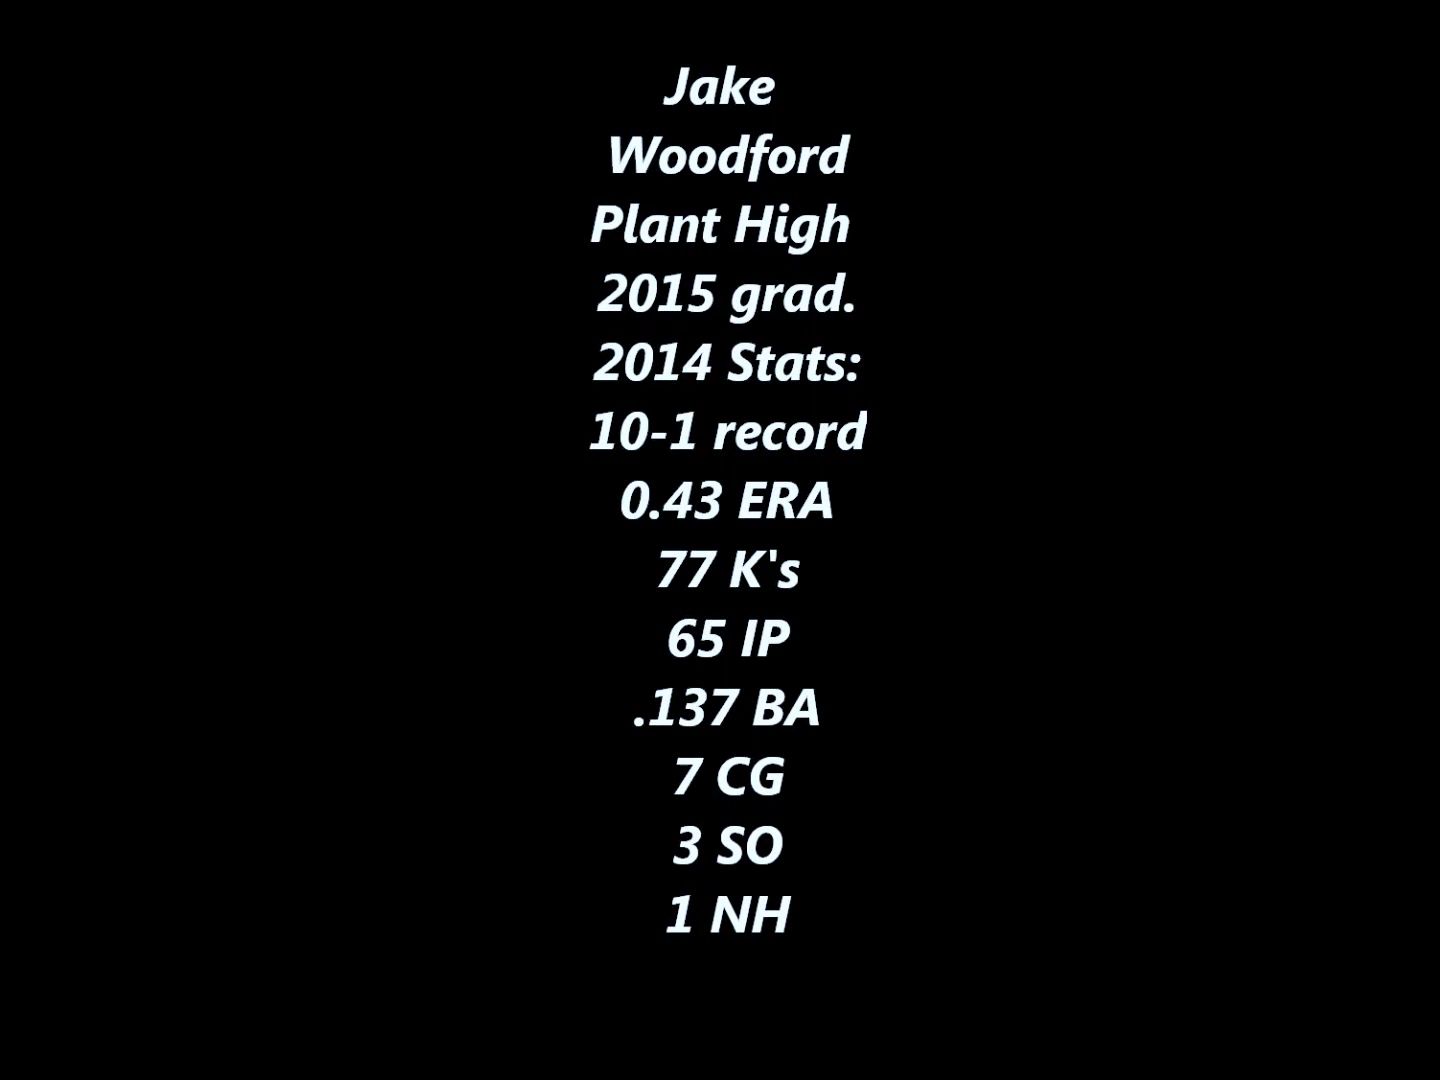 Jake
Woodford
Plant High
2015 grad.
2014 Stats:
10-1 record
0.43 ERA
77 K's
65 IP
.137 BA
7 CG
3 SO
1 NH